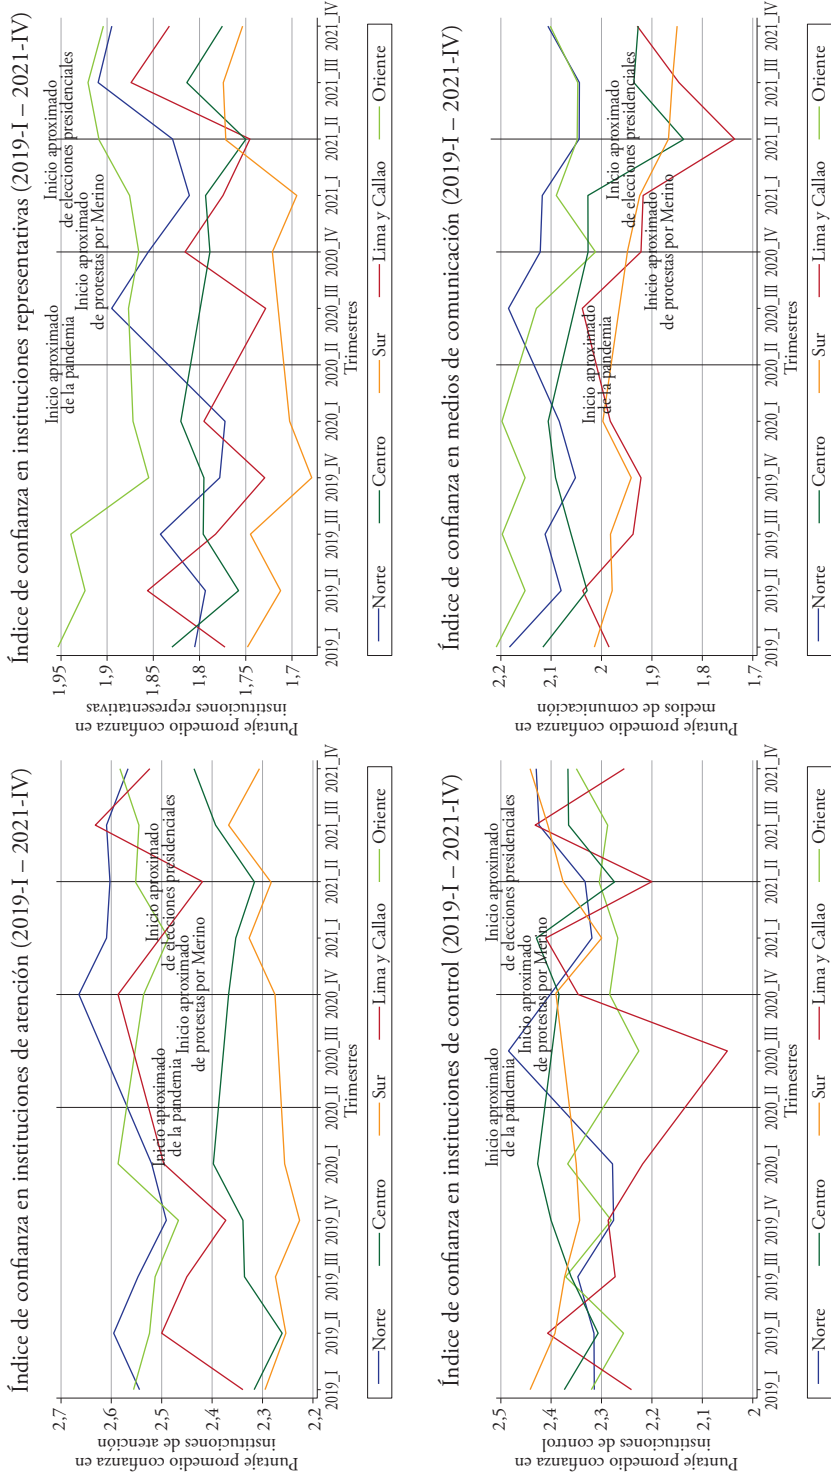 Índice de confianza en instituciones de atención (2019-I – 2021-IV)
Puntaje promedio confianza en
instituciones de atención
2,7
2,6
2,5
2,4
2,3
2,2
Inicio aproximado
de la pandemia
Inicio aproximado
de protestas por Merino
Inicio aproximado
de elecciones presidenciales
2019_I
2019_II
2019_III
2019_IV
2020_I
2020_II
2020_III
2020_IV
2021_I
2021_II
2021_III
2021_IV
Trimestres
Norte Centro Sur Lima y Callao Oriente
Índice de confianza en instituciones representativas (2019-I – 2021-IV)
Puntaje promedio confianza en
instituciones representativas
1,95
1,9
1,85
1,8
1,75
1,7
Inicio aproximado
de la pandemia
Inicio aproximado
de protestas por Merino
Inicio aproximado
de elecciones presidenciales
2019_I
2019_II
2019_III
2019_IV
2020_I
2020_II
2020_III
2020_IV
2021_I
2021_II
2021_III
2021_IV
Trimestres
Norte Centro Sur Lima y Callao Oriente
Índice de confianza en instituciones de control (2019-I – 2021-IV)
Puntaje promedio confianza en
instituciones de control
2,5
2,4
2,3
2,2
2,1
2
Inicio aproximado
de la pandemia
Inicio aproximado
de protestas por Merino
Inicio aproximado
de elecciones presidenciales
2019_I
2019_II
2019_III
2019_IV
2020_I
2020_II
2020_III
2020_IV
2021_I
2021_II
2021_III
2021_IV
Trimestres
Norte Centro Sur Lima y Callao Oriente
Índice de confianza en medios de comunicación (2019-I – 2021-IV)
Puntaje promedio confianza en
medios de comunicación
2,2
2,1
2
1,9
1,8
1,7
Inicio aproximado
de la pandemia
Inicio aproximado
de protestas por Merino
Inicio aproximado
de elecciones presidenciales
2019_I
2019_II
2019_III
2019_IV
2020_I
2020_II
2020_III
2020_IV
2021_I
2021_II
2021_III
2021_IV
Trimestres
Norte Centro Sur Lima y Callao Oriente